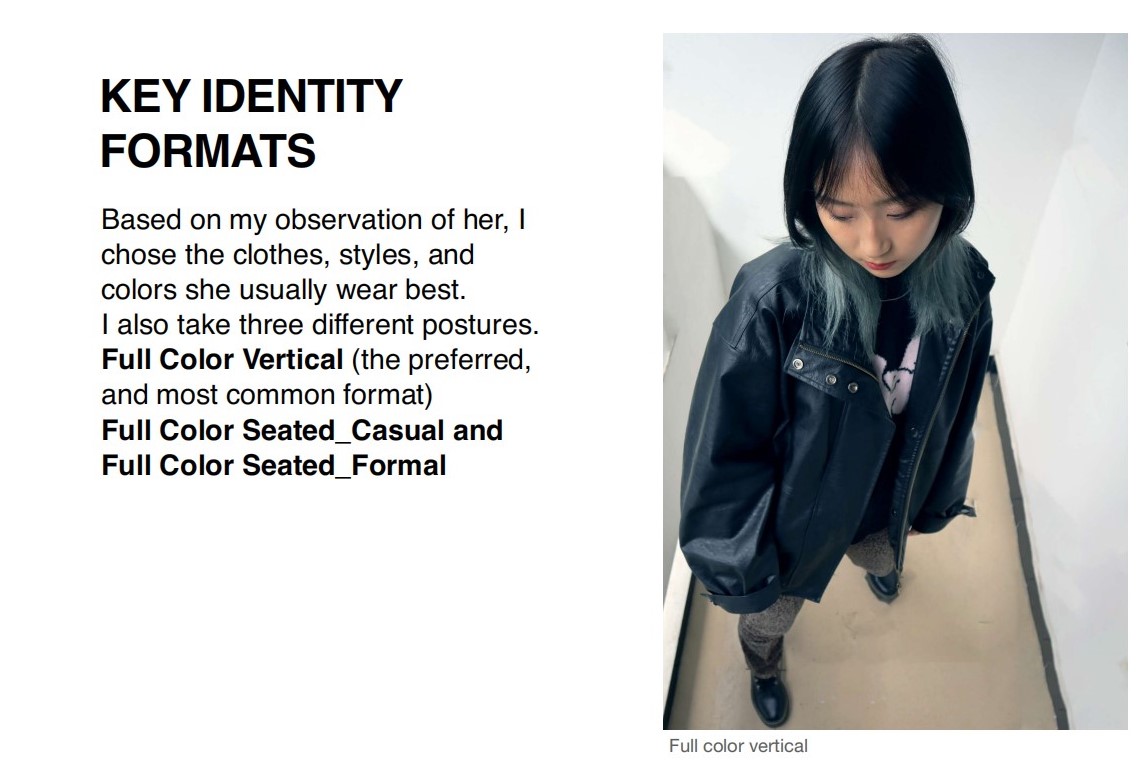 KEY IDENTITY
FORMATS
Based on my observation of her, I
chose the clothes, styles, and
colors she usually wear best.
I also take three different postures.
Full Color Vertical (the preferred,
and most common format)
Full Color Seated_Casual and
Full Color Seated_Formal
Full color vertical